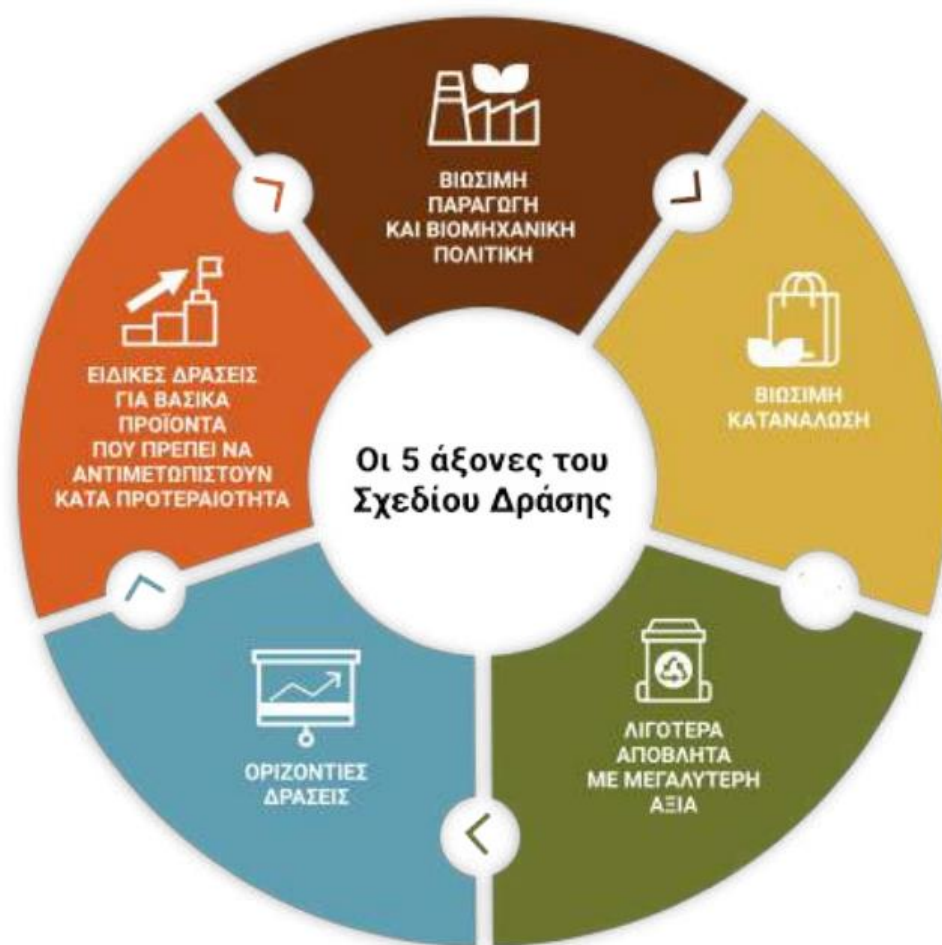 ΒΙΩΣΙΜΗ
ΠΑΡΑΓΩΓΗ
ΚΑΙ ΒΙΟΜΗΧΑΝΙΚΗ
ΠΟΛΙΤΙΚΗ
ΒΙΩΣΙΜΗ
ΚΑΤΑΝΑΛΩΣΗ
ΛΙΓΟΤΕΡΑ
ΑΠΟΒΛΗΤΑ
ΜΕ ΜΕΓΑΛΥΤΕΡΗ
ΑΞΙΑ
ΟΡΙΖΟΝΤΙΕΣ
ΔΡΑΣΕΙΣ
ΕΙΔΙΚΕΣ ΔΡΑΣΕΙΣ
ΓΙΑ ΒΑΣΙΚΑ
ΠΡΟΪΟΝΤΑ
ΠΟΥ ΠΡΕΠΕΙ ΝΑ
ΑΝΤΙΜΕΤΩΠΙΣΤΟΥΝ
ΚΑΤΑ ΠΡΟΤΕΡΑΙΟΤΗΤΑ
Οι 5 άξονες του
Σχεδίου Δράσης